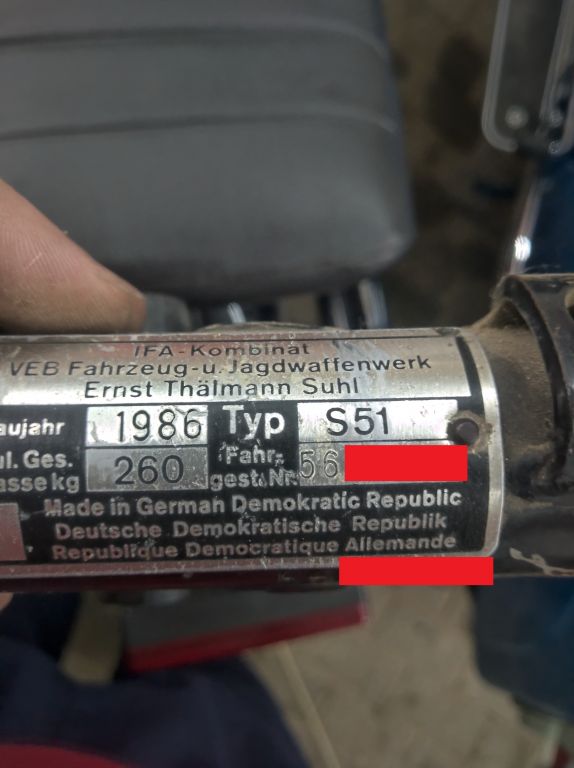 IFA-Kombinat
VEB Fahrzeug-u. Jagdwaffenwerk
Ernst Thälmann Suhl
aujahr 1986 Typ S51
ul. Ges. 260 Fahr-
asse kg gest. Nr. 56
Made in German Demokratic Republic
Deutsche Demokratische Republik
Republique Democratique Allemande